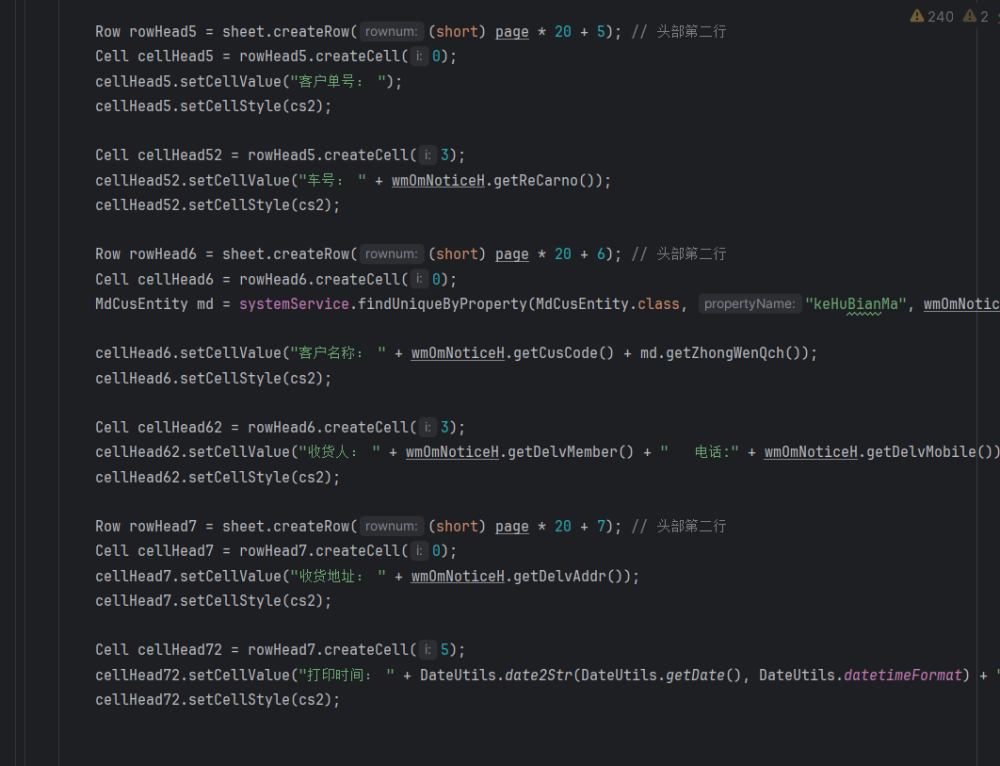 240 2
Row rowHead5 = sheet.createRow( rownum: (short) page * 20 + 5); // 头部第二行
Cell cellHead5 = rowHead5.createCell( i: 0);
cellHead5.setCellValue("客户单号： ");
cellHead5.setCellStyle(cs2);
Cell cellHead52 = rowHead5.createCell( i: 3);
cellHead52.setCellValue("车号： " + wmOmNoticeH.getReCarno());
cellHead52.setCellStyle(cs2);
Row rowHead6 = sheet.createRow( rownum: (short) page * 20 + 6); // 头部第二行
Cell cellHead6 = rowHead6.createCell( i: 0);
MdCusEntity md = systemService.findUniqueByProperty(MdCusEntity.class, propertyName: "keHuBianMa", wmOmNotic
cellHead6.setCellValue("客户名称： " + wmOmNoticeH.getCusCode() + md.getZhongWenQch());
cellHead6.setCellStyle(cs2);
Cell cellHead62 = rowHead6.createCell( i: 3);
cellHead62.setCellValue("收货人： " + wmOmNoticeH.getDelvMember() + "   电话:" + wmOmNoticeH.getDelvMobile())
cellHead62.setCellStyle(cs2);
Row rowHead7 = sheet.createRow( rownum: (short) page * 20 + 7); // 头部第二行
Cell cellHead7 = rowHead7.createCell( i: 0);
cellHead7.setCellValue("收货地址： " + wmOmNoticeH.getDelvAddr());
cellHead7.setCellStyle(cs2);
Cell cellHead72 = rowHead7.createCell( i: 5);
cellHead72.setCellValue("打印时间： " + DateUtils.date2Str(DateUtils.getDate(), DateUtils.datetimeFormat) + "
cellHead72.setCellStyle(cs2);